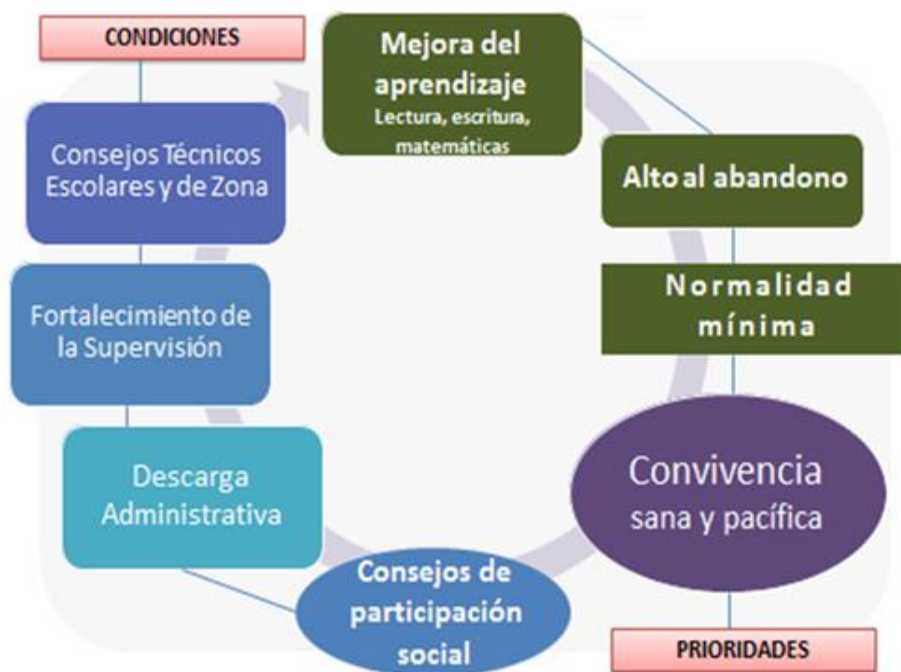 CONDICIONES
Mejora del
aprendizaje
Lectura, escritura,
matemáticas
Consejos Técnicos
Escolares y de Zona
Alto al abandono
Fortalecimiento de
la Supervisión
Normalidad
mínima
Descarga
Administrativa
Convivencia
sana y pacífica
Consejos de
participación
social
PRIORIDADES